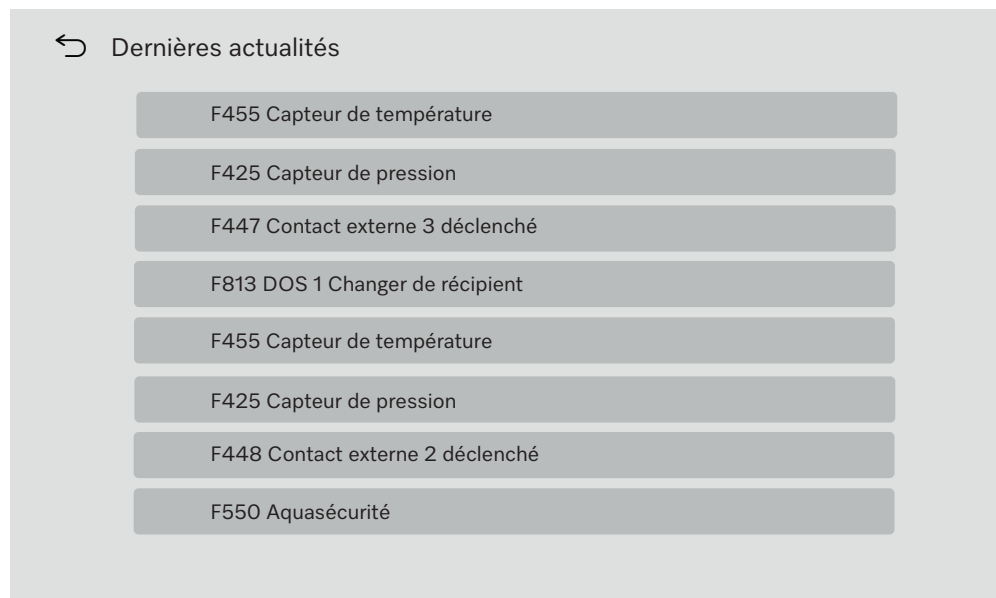 Dernières actualités
F455 Capteur de température
F425 Capteur de pression
F447 Contact externe 3 déclenché
F813 DOS 1 Changer de récipient
F455 Capteur de température
F425 Capteur de pression
F448 Contact externe 2 déclenché
F550 Aquasécurité